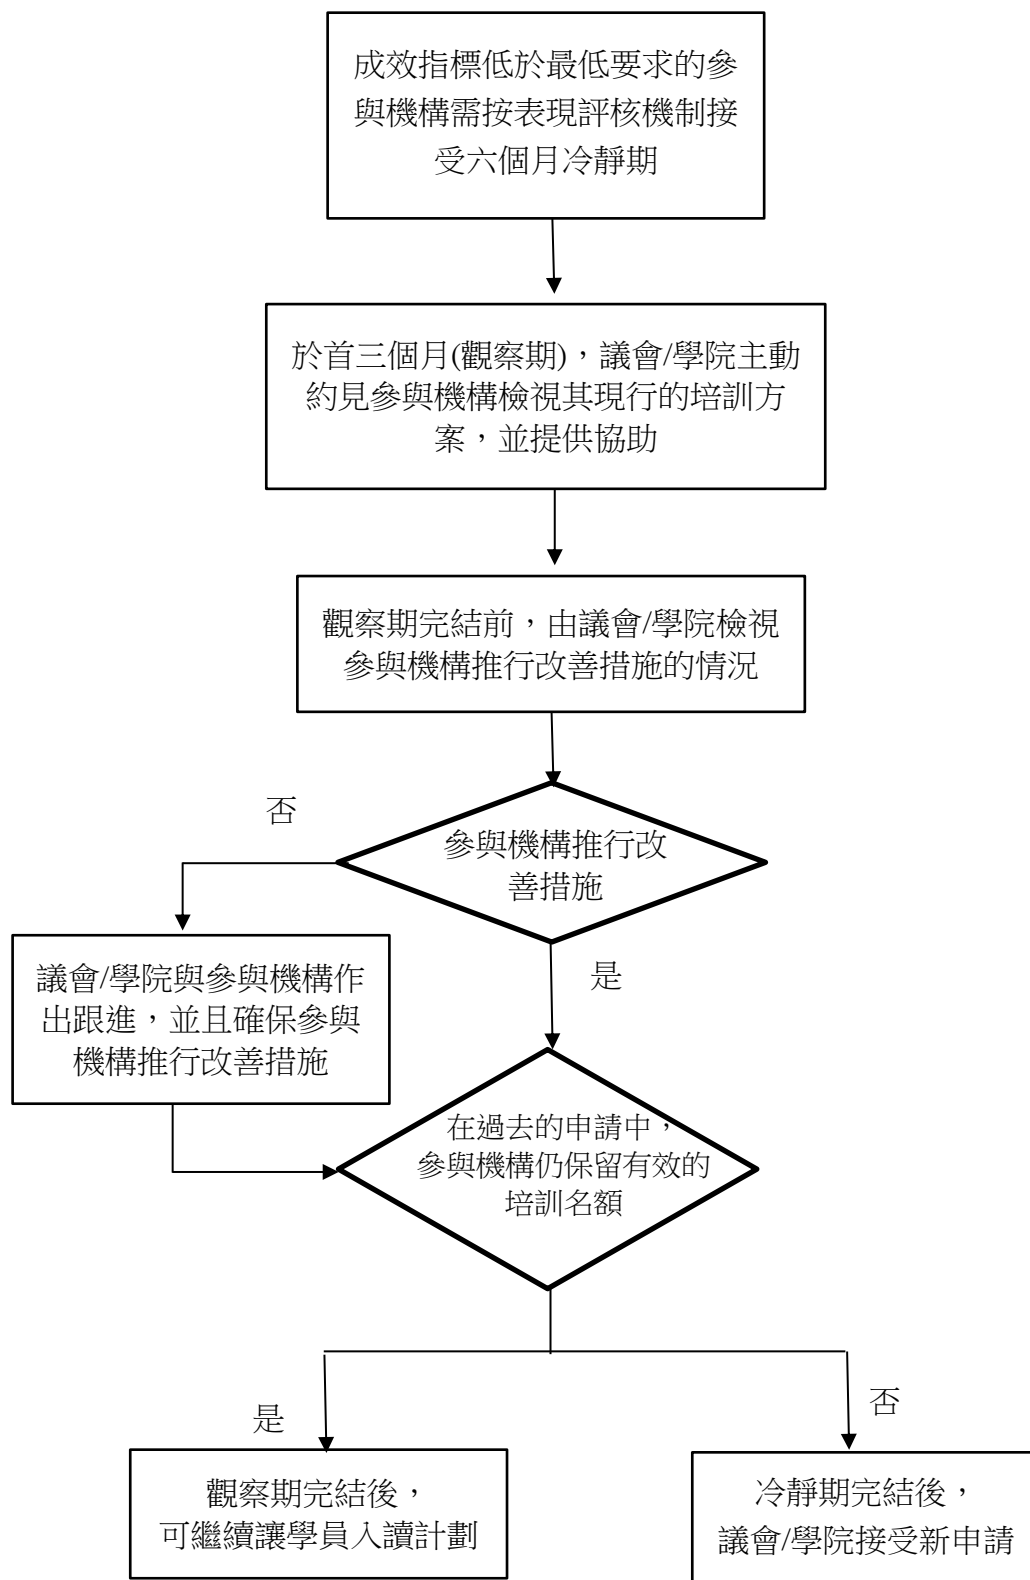 成效指標低於最低要求的參
與機構需按表現評核機制接
受六個月冷靜期
於首三個月(觀察期)，議會/學院主動
約見參與機構檢視其現行的培訓方
案，並提供協助
觀察期完結前，由議會/學院檢視
參與機構推行改善措施的情況
參與機構推行改
善措施
否
議會/學院與參與機構作
出跟進，並且確保參與
機構推行改善措施
是
在過去的申請中，
參與機構仍保留有效的
培訓名額
是
觀察期完結後，
可繼續讓學員入讀計劃
否
冷靜期完結後，
議會/學院接受新申請